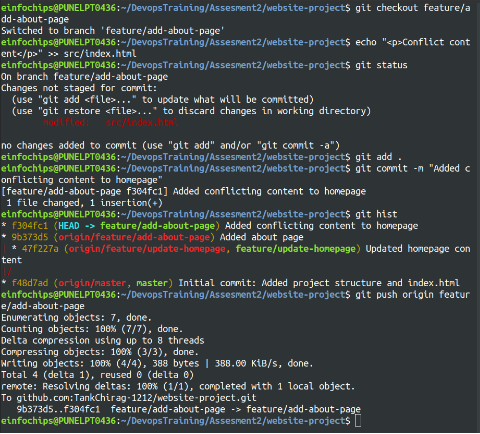 einfochips@PUNELPT0436:~/DevopsTraining/Assesment2/website-project$ git checkout feature/a
dd-about-page
Switched to branch 'feature/add-about-page'
einfochips@PUNELPT0436:~/DevopsTraining/Assesment2/website-project$ echo "<p>Conflict con
tent</p>" >> src/index.html
einfochips@PUNELPT0436:~/DevopsTraining/Assesment2/website-project$ git status
On branch feature/add-about-page
Changes not staged for commit:
  (use "git add <file>..." to update what will be committed)
  (use "git restore <file>..." to discard changes in working directory)
        modified:   src/index.html

no changes added to commit (use "git add" and/or "git commit -a")
einfochips@PUNELPT0436:~/DevopsTraining/Assesment2/website-project$ git add .
einfochips@PUNELPT0436:~/DevopsTraining/Assesment2/website-project$ git commit -m "Added c
onflicting content to homepage"
[feature/add-about-page f304fc1] Added conflicting content to homepage
 1 file changed, 1 insertion(+)
einfochips@PUNELPT0436:~/DevopsTraining/Assesment2/website-project$ git hist
* f304fc1 (HEAD -> feature/add-about-page) Added conflicting content to homepage
* 9b373d5 (origin/feature/add-about-page) Added about page
| * 47f227a (origin/feature/update-homepage, feature/update-homepage) Updated homepage con
tent
|/
* f48d7ad (origin/master, master) Initial commit: Added project structure and index.html
einfochips@PUNELPT0436:~/DevopsTraining/Assesment2/website-project$ git push origin featur
e/add-about-page
Enumerating objects: 7, done.
Counting objects: 100% (7/7), done.
Delta compression using up to 8 threads
Compressing objects: 100% (3/3), done.
Writing objects: 100% (4/4), 388 bytes | 388.00 KiB/s, done.
Total 4 (delta 1), reused 0 (delta 0)
remote: Resolving deltas: 100% (1/1), completed with 1 local object.
To github.com:TankChirag-1212/website-project.git
   9b373d5..f304fc1  feature/add-about-page -> feature/add-about-page
einfochips@PUNELPT0436:~/DevopsTraining/Assesment2/website-project$